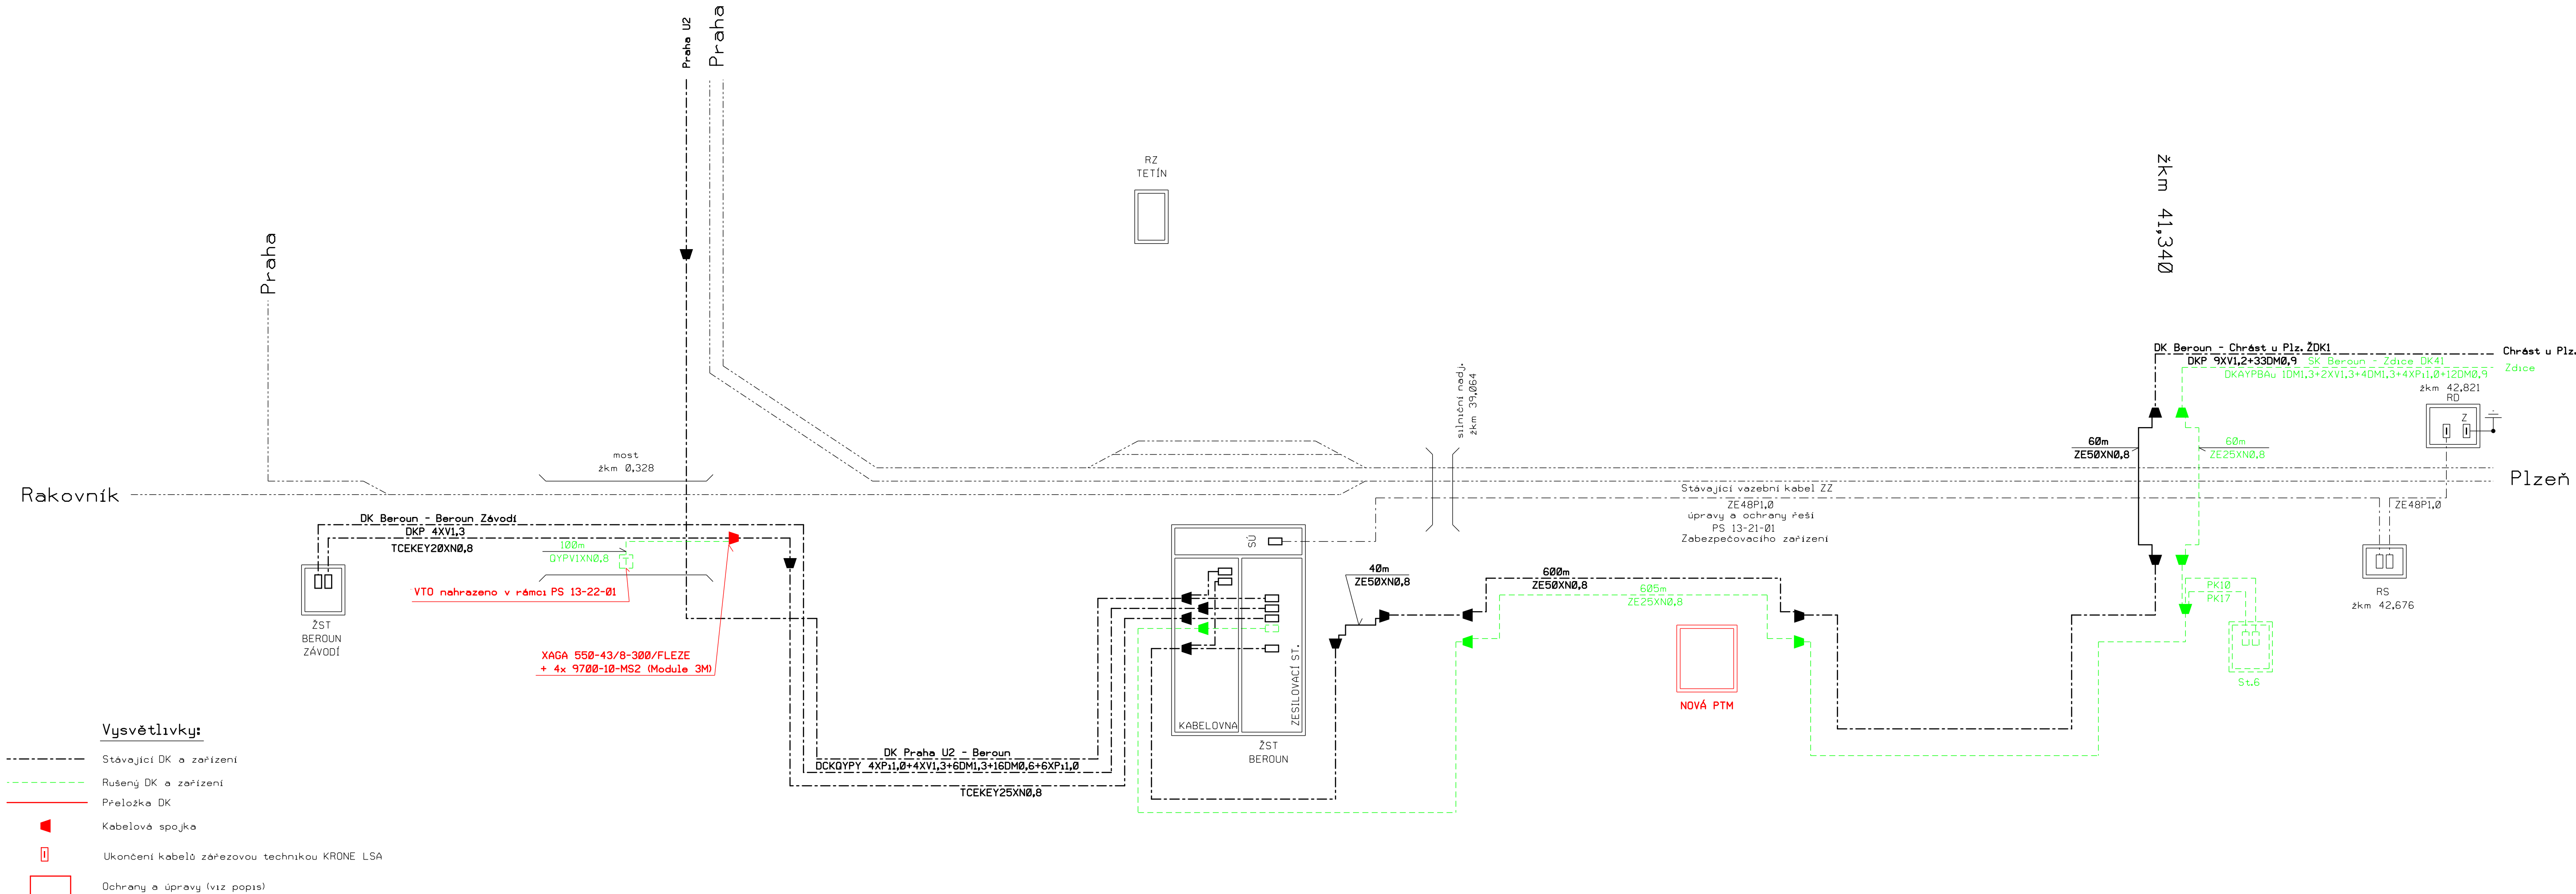 Praha U2
Praha
Praha
RZ
TETÍN
žkm 41,340
DK Beroun - Chrást u Plz. ŽDK1
Chrást u Plz.
DKP 9XV1,2+33DM0,9
SK Beroun - Zdice DK41
Zdice
DKAYPBAu 1DM1,3+2XV1,3+4DM1,3+4XPi1,0+12DM0,9
žkm 42,821
RD
Z
silniční nadj.
žkm 39,064
60m
ZE50XN0,8
60m
ZE25XN0,8
most
žkm 0,328
Rakovník
Plzeň
Stávající vazební kabel ZZ
ZE48P1,0
úpravy a ochrany řeší
PS 13-21-01
Zabezpečovacího zařízení
ZE48P1,0
DK Beroun - Beroun Závodí
DKP 4XV1,3
TCEKEY20XN0,8
100m
QYPV1XN0,8
VTO nahrazeno v rámci PS 13-22-01
SÚ
40m
ZE50XN0,8
600m
ZE50XN0,8
605m
ZE25XN0,8
PK10
PK17
RS
žkm 42,676
ŽST
BEROUN
ZÁVODÍ
XAGA 550-43/8-300/FLEZE
+ 4x 9700-10-MS2 (Module 3M)
St.6
NOVÁ PTM
KABELOVNA
ZESILOVACÍ ST.
ŽST
BEROUN
DK Praha U2 - Beroun
DCKQYPY 4XPi1,0+4XV1,3+6DM1,3+16DM0,6+6XPi1,0
TCEKEY25XN0,8
Vysvětlivky:
Stávající DK a zařízení
Rušený DK a zařízení
Přeložka DK
Kabelová spojka
Ukončení kabelů zářezovou technikou KRONE LSA
Ochrany a úpravy (viz popis)